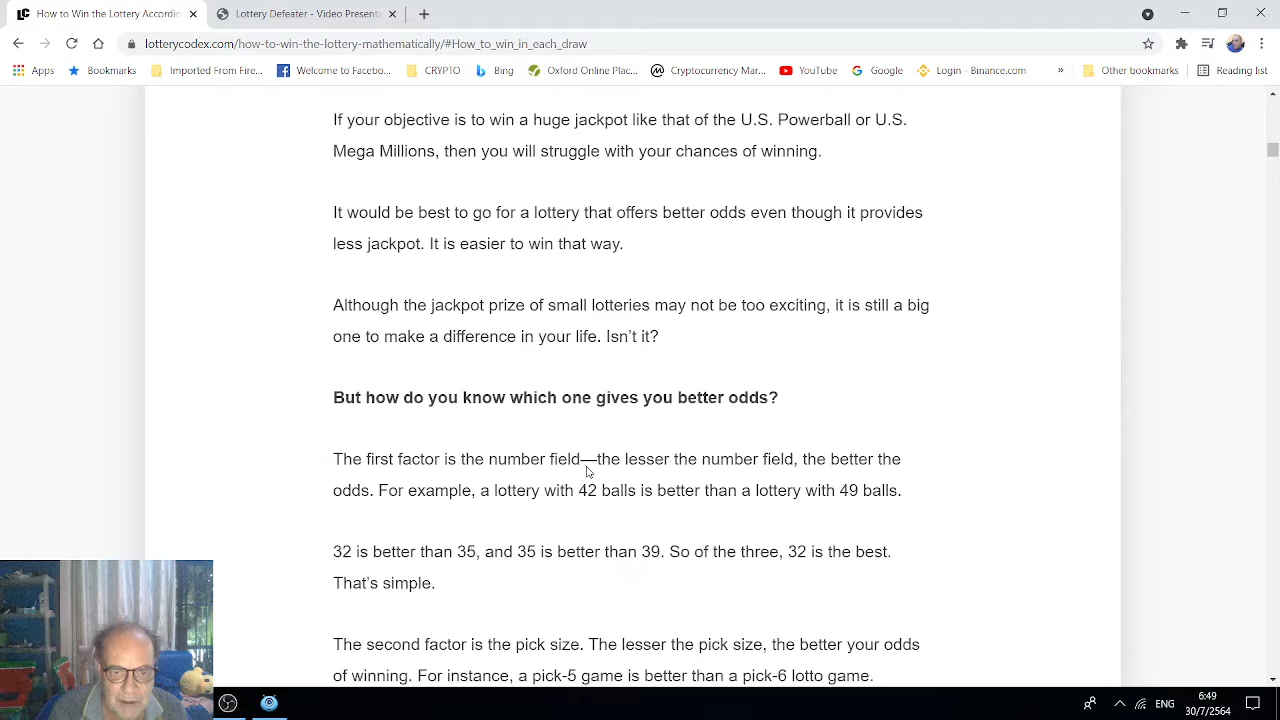 How to Win the Lottery Accordin
Lottery Defeater - Video Presenta
lotterycodex.com/how-to-win-the-lottery-mathematically/#How_to_win_in_each_draw
Apps
Bookmarks
Imported From Fire...
Welcome to Facebo...
CRYPTO
Bing
Oxford Online Plac...
Cryptocurrency Mar...
YouTube
Google
Login · Binance.com
»
Other bookmarks
Reading list
If your objective is to win a huge jackpot like that of the U.S. Powerball or U.S.
Mega Millions, then you will struggle with your chances of winning.
It would be best to go for a lottery that offers better odds even though it provides
less jackpot. It is easier to win that way.
Although the jackpot prize of small lotteries may not be too exciting, it is still a big
one to make a difference in your life. Isn’t it?
But how do you know which one gives you better odds?
The first factor is the number field—the lesser the number field, the better the
odds. For example, a lottery with 42 balls is better than a lottery with 49 balls.
32 is better than 35, and 35 is better than 39. So of the three, 32 is the best.
That’s simple.
The second factor is the pick size. The lesser the pick size, the better your odds
of winning. For instance, a pick-5 game is better than a pick-6 lotto game.
ENG
6:49
30/7/2564